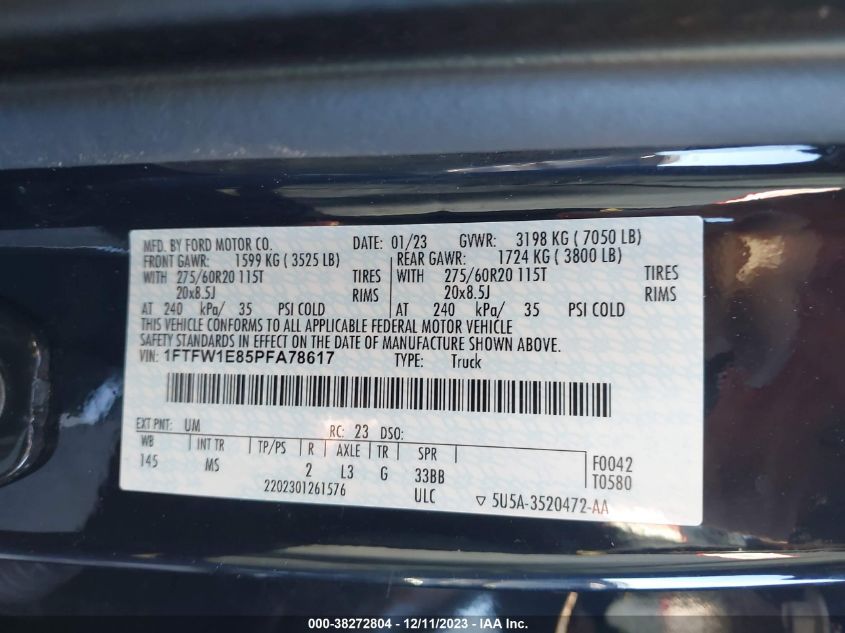 MFD. BY FORD MOTOR CO. DATE: 01/23 GVWR: 3198 KG ( 7050 LB)
FRONT GAWR: 1599 KG ( 3525 LB) REAR GAWR: 1724 KG ( 3800 LB)
WITH 275/60R20 115T TIRES WITH 275/60R20 115T TIRES
20x8.5J RIMS 20x8.5J RIMS
AT 240 kPa/ 35 PSI COLD AT 240 kPa/ 35 PSI COLD
THIS VEHICLE CONFORMS TO ALL APPLICABLE FEDERAL MOTOR VEHICLE
SAFETY STANDARDS IN EFFECT ON THE DATE OF MANUFACTURE SHOWN ABOVE.
VIN: 1FTFW1E85PFA78617 TYPE: Truck
EXT PNT: UM RC: 23 DSO:
WB INT TR TP/PS R AXLE TR SPR
145 MS 2 L3 G 33BB F0042
2202301261576 ULC T0580
▽ 5U5A-3520472-AA
000-38272804 - 12/11/2023 - IAA Inc.